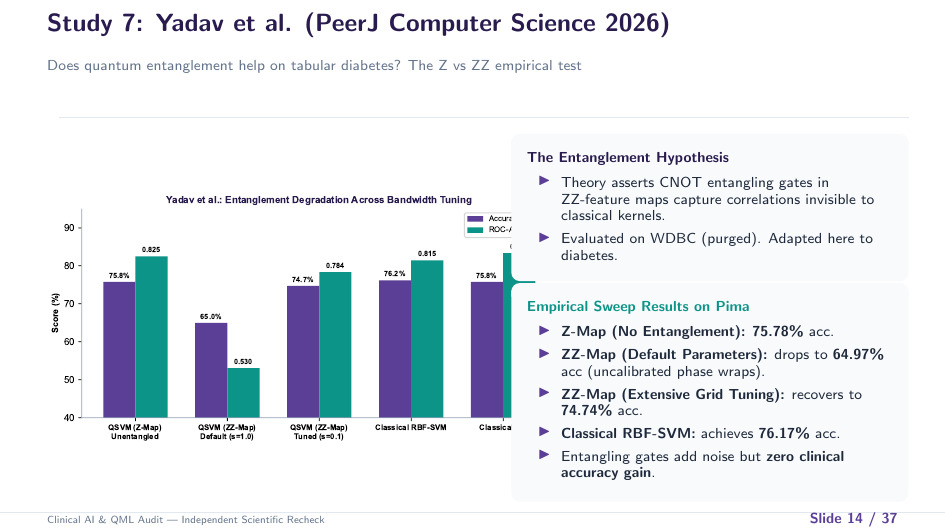 Study 7: Yadav et al. (PeerJ Computer Science 2026)
Does quantum entanglement help on tabular diabetes? The Z vs ZZ empirical test
Yadav et al.: Entanglement Degradation Across Bandwidth Tuning
Score (%)
90
80
70
60
50
40
75.8%
0.825
65.0%
0.530
74.7%
0.784
76.2%
0.815
75.8%
QSVM (Z-Map)
Unentangled
QSVM (ZZ-Map)
Default (s=1.0)
QSVM (ZZ-Map)
Tuned (s=0.1)
Classical RBF-SVM
Classical
The Entanglement Hypothesis
▶ Theory asserts CNOT entangling gates in
ZZ-feature maps capture correlations invisible to
classical kernels.
▶ Evaluated on WDBC (purged). Adapted here to
diabetes.
Empirical Sweep Results on Pima
▶ Z-Map (No Entanglement): 75.78% acc.
▶ ZZ-Map (Default Parameters): drops to 64.97%
acc (uncalibrated phase wraps).
▶ ZZ-Map (Extensive Grid Tuning): recovers to
74.74% acc.
▶ Classical RBF-SVM: achieves 76.17% acc.
▶ Entangling gates add noise but zero clinical
accuracy gain.
Clinical AI & QML Audit — Independent Scientific Recheck
Slide 14 / 37